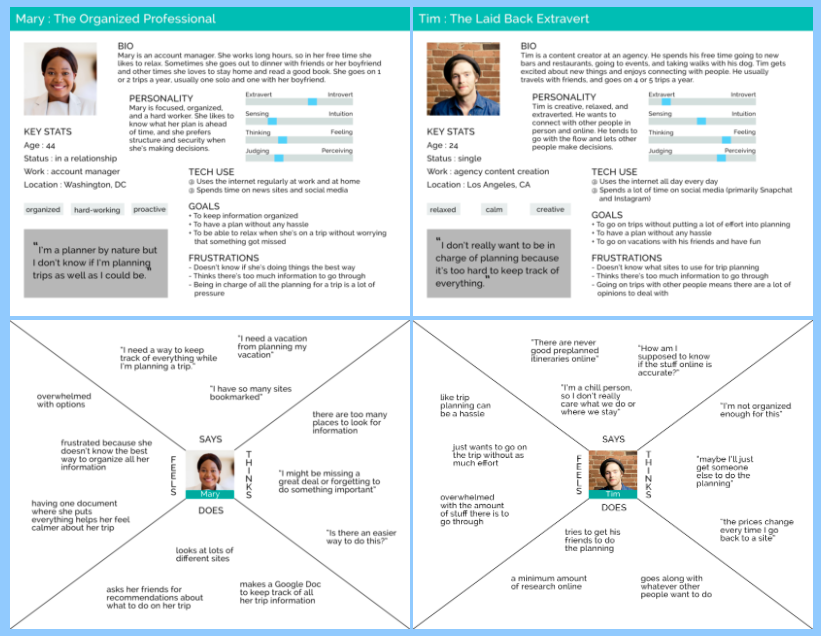 Mary : The Organized Professional
BIO
Mary is an account manager. She works long hours, so in her free time she
likes to relax. Sometimes she goes out to dinner with friends or her boyfriend
and other times she loves to stay home and read a good book. She goes on 1
or 2 trips a year, usually one solo and one with her boyfriend.
PERSONALITY
Mary is focused, organized,
and a hard worker. She likes to
know what her plan is ahead
of time, and she prefers
structure and security when
she's making decisions.
Extravert Introvert
Sensing Intuition
Thinking Feeling
Judging Perceiving
KEY STATS
Age : 44
Status : in a relationship
Work : account manager
Location : Washington, DC
organized hard-working proactive
"I'm a planner by nature but
I don't know if I'm planning
trips as well as I could be."
TECH USE
@ Uses the internet regularly at work and at home
@ Spends time on news sites and social media
GOALS
• To keep information organized
• To have a plan without any hassle
• To be able to relax when she's on a trip without worrying
that something got missed
FRUSTRATIONS
- Doesn't know if she's doing things the best way
- Thinks there's too much information to go through
- Being in charge of all the planning for a trip is a lot of
pressure
Tim : The Laid Back Extravert
BIO
Tim is a content creator at an agency. He spends his free time going to new
bars and restaurants, going to events, and taking walks with his dog. Tim gets
excited about new things and enjoys connecting with people. He usually
travels with friends, and goes on 4 or 5 trips a year.
PERSONALITY
Tim is creative, relaxed, and
extraverted. He wants to
connect with other people in
person and online. He tends to
go with the flow and lets other
people make decisions.
Extravert Introvert
Sensing Intuition
Thinking Feeling
Judging Perceiving
KEY STATS
Age : 24
Status : single
Work : agency content creation
Location : Los Angeles, CA
relaxed calm creative
"I don't really want to be in
charge of planning because
it's too hard to keep track of
everything."
TECH USE
@ Uses the internet all day every day
@ Spends a lot of time on social media (primarily Snapchat
and Instagram)
GOALS
• To go on trips without putting a lot of effort into planning
• To have a plan without any hassle
• To go on vacations with his friends and have fun
FRUSTRATIONS
- Doesn't know what sites to use for trip planning
- Thinks there's too much information to go through
- Going on trips with other people means there are a lot of
opinions to deal with
"I need a way to keep
track of everything while
I'm planning a trip."
"I need a vacation
from planning my
vacation"
"I have so many sites
bookmarked"
SAYS
overwhelmed
with options
frustrated because she
doesn't know the best
way to organize all her
information
having one document
where she puts
everything helps her feel
calmer about her trip
FEELS
Mary
THINKS
there are too many
places to look for
information
"I might be missing a
great deal or forgetting to
do something important"
"Is there an easier
way to do this?"
DOES
looks at lots of
different sites
asks her friends for
recommendations about
what to do on her trip
makes a Google Doc
to keep track of all
her trip information
"There are never
good preplanned
itineraries online"
"How am I
supposed to know
if the stuff online is
accurate?"
"I'm a chill person,
so I don't really
care what we do or
where we stay"
SAYS
like trip
planning can
be a hassle
just wants to go on
the trip without as
much effort
overwhelmed
with the amount
of stuff there is to
go through
FEELS
Tim
THINKS
"I'm not organized
enough for this"
"maybe I'll just
get someone
else to do the
planning"
"the prices change
every time I go
back to a site"
DOES
tries to get his
friends to do
the planning
a minimum amount
of research online
goes along with
whatever other
people want to do